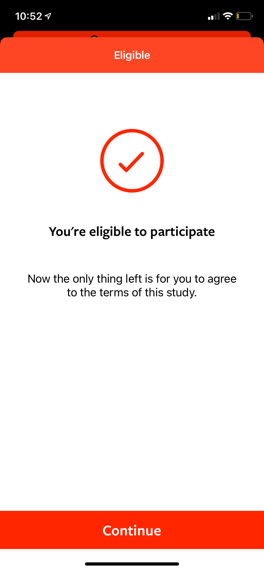 10:52
Eligible
You're eligible to participate
Now the only thing left is for you to agree
to the terms of this study.
Continue